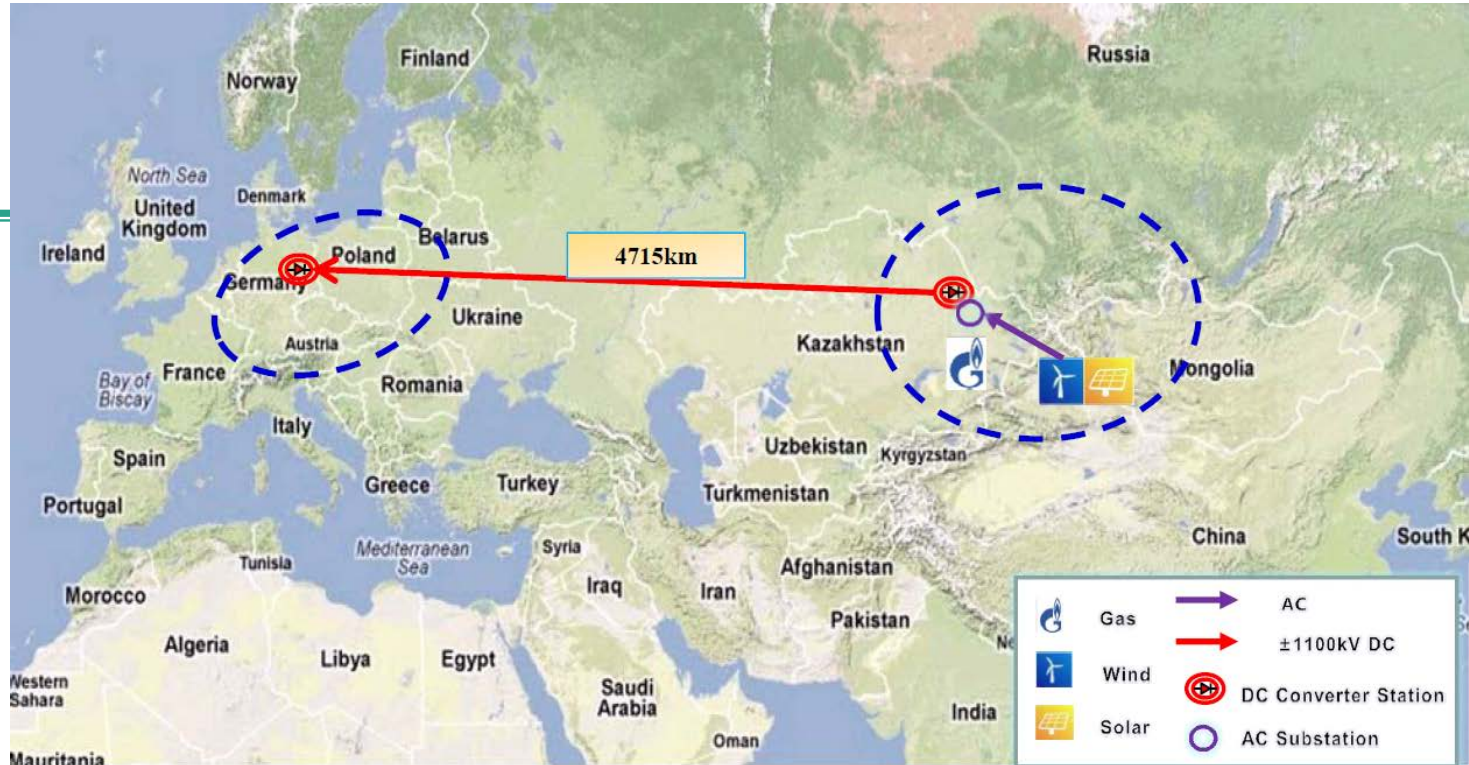 Finland
Russia
Norway
North Sea
Denmark
United
Kingdom
Ireland
Poland
Belarus
4715km
Germany
Ukraine
Kazakhstan
Austria
France
Mongolia
Bay of
Biscay
Romania
Italy
Uzbekistan
Kyrgyzstan
Spain
Greece
Turkey
Turkmenistan
Portugal
China
South K
Mediterranean
Sea
Syria
Tunisia
Afghanistan
Iraq
Iran
Morocco
Pakistan
Algeria
Libya
Egypt
Western
Sahara
Saudi
Arabia
India
Oman
Mauritania
Ne
Gas
AC
±1100kV DC
Wind
DC Converter Station
Solar
AC Substation